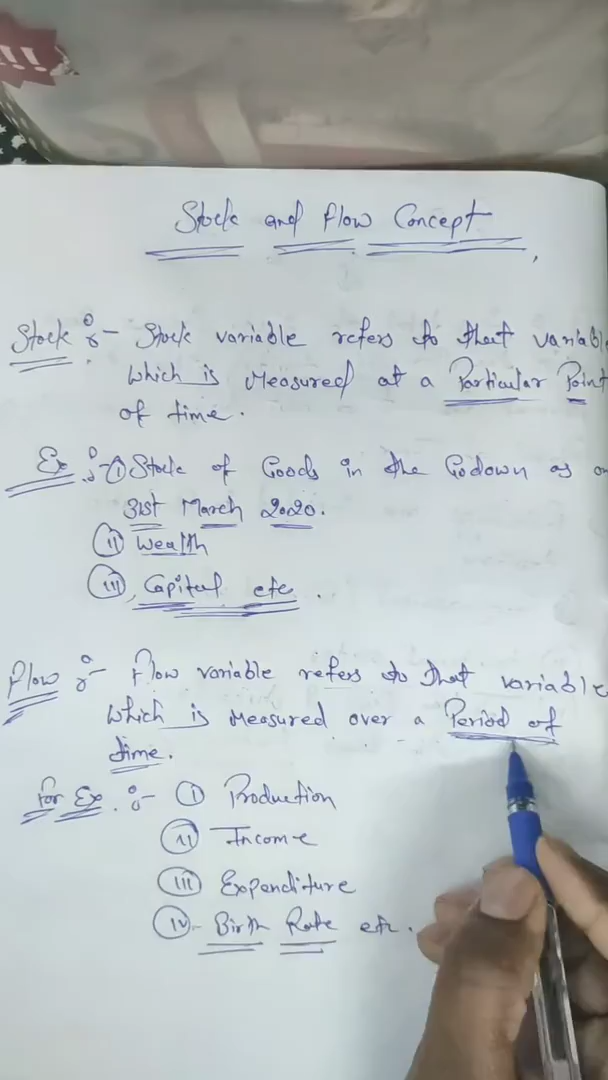 !!!
Stock and Flow Concept
Stock :- Stock variable refers to that variabl
which is measured at a Particular Point
of time.
Ex :- (i) Stock of Goods in the Godown as on
31st March 2020.
(ii) Wealth
(iii) Capital etc.
Flow :- Flow variable refers to that variable
which is measured over a Period of
time.
For Ex. :- (i) Production
(ii) Income
(iii) Expenditure
(iv) Birth Rate etc.